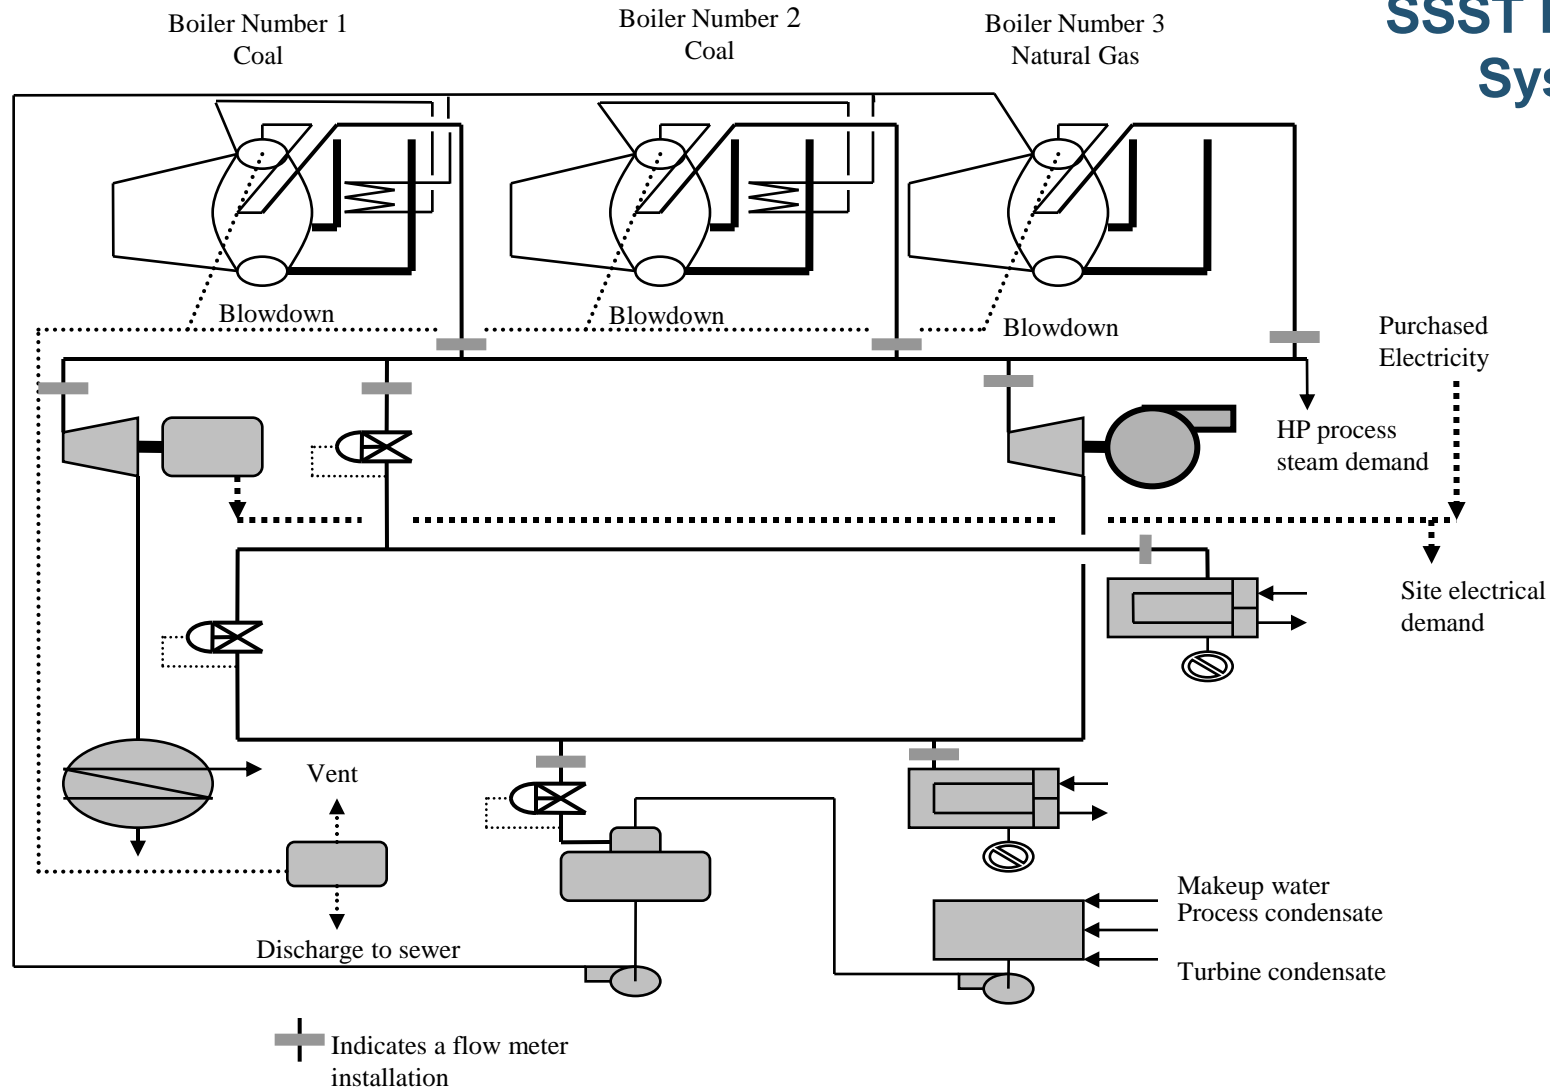 Boiler Number 1
Coal
Boiler Number 2
Coal
Boiler Number 3
Natural Gas
SSST
Blowdown
Blowdown
Blowdown
Purchased
Electricity
HP process
steam demand
Site electrical
demand
Vent
Discharge to sewer
Makeup water
Process condensate
Turbine condensate
Indicates a flow meter
installation